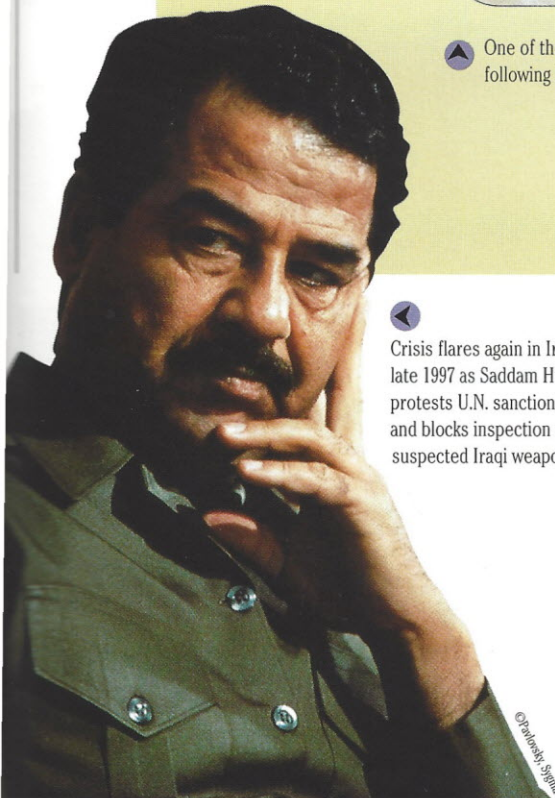 One of th
following
Crisis flares again in Ir
late 1997 as Saddam H
protests U.N. sanction
and blocks inspection
suspected Iraqi weapo
©Pavlovsky, Sygma